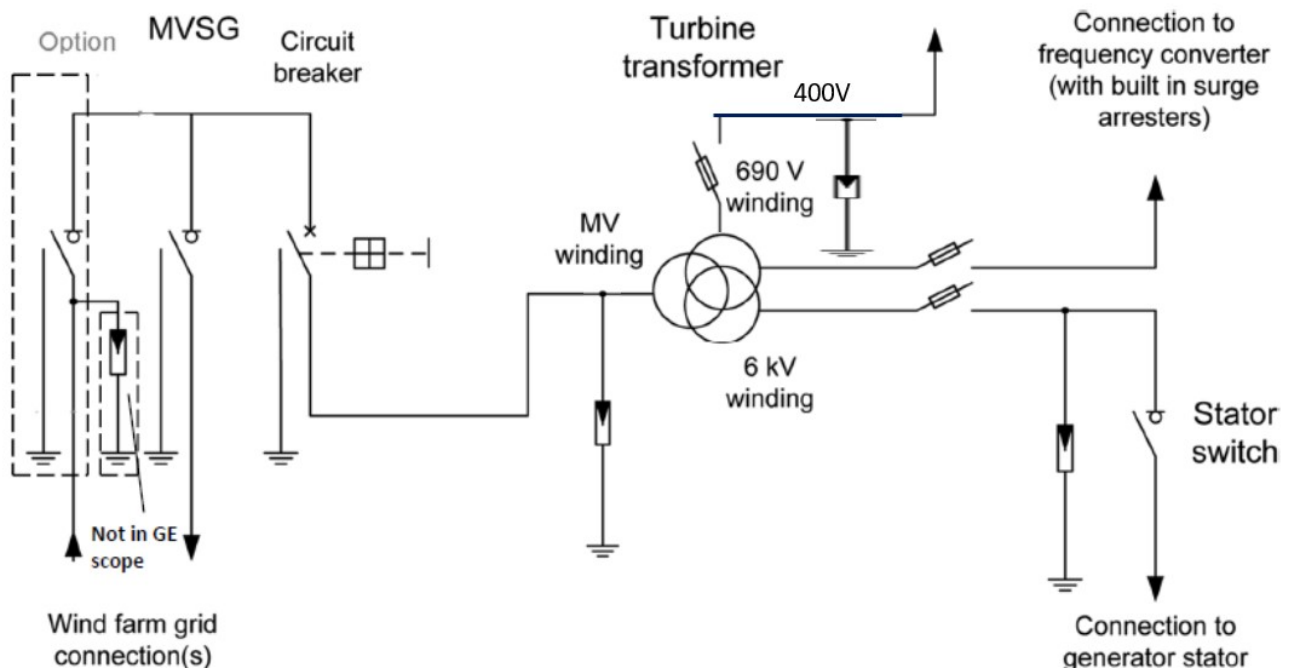 Option
MVSG
Circuit
breaker
Turbine
transformer
400V
Connection to
frequency converter
(with built in surge
arresters)
690 V
winding
MV
winding
6 kV
winding
Stator
switch
Not in GE
scope
Wind farm grid
connection(s)
Connection to
generator stator